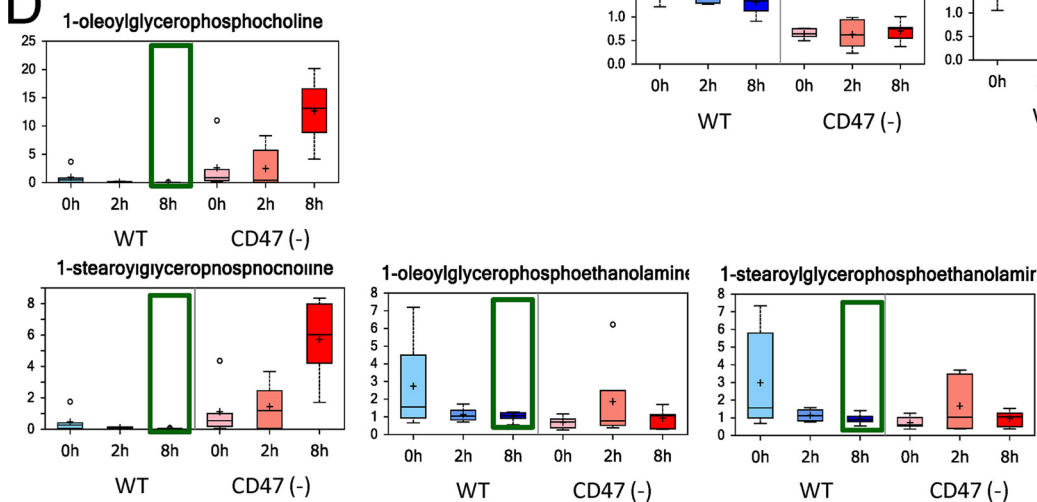 D
1-oleoylglycerophosphocholine
25
20
15
10
5
0
0h 2h 8h 0h 2h 8h
WT CD47 (-)
1.0
0.5
0.0
0h 2h 8h 0h 2h 8h
WT CD47 (-)
1.0
0.5
0.0
0h
1-stearoylglycerophosphocholine
8
6
4
2
0
0h 2h 8h 0h 2h 8h
WT CD47 (-)
1-oleoylglycerophosphoethanolamine
8
7
6
5
4
3
2
1
0
0h 2h 8h 0h 2h 8h
WT CD47 (-)
1-stearoylglycerophosphoethanolamir
8
7
6
5
4
3
2
1
0
0h 2h 8h 0h 2h 8h
WT CD47 (-)